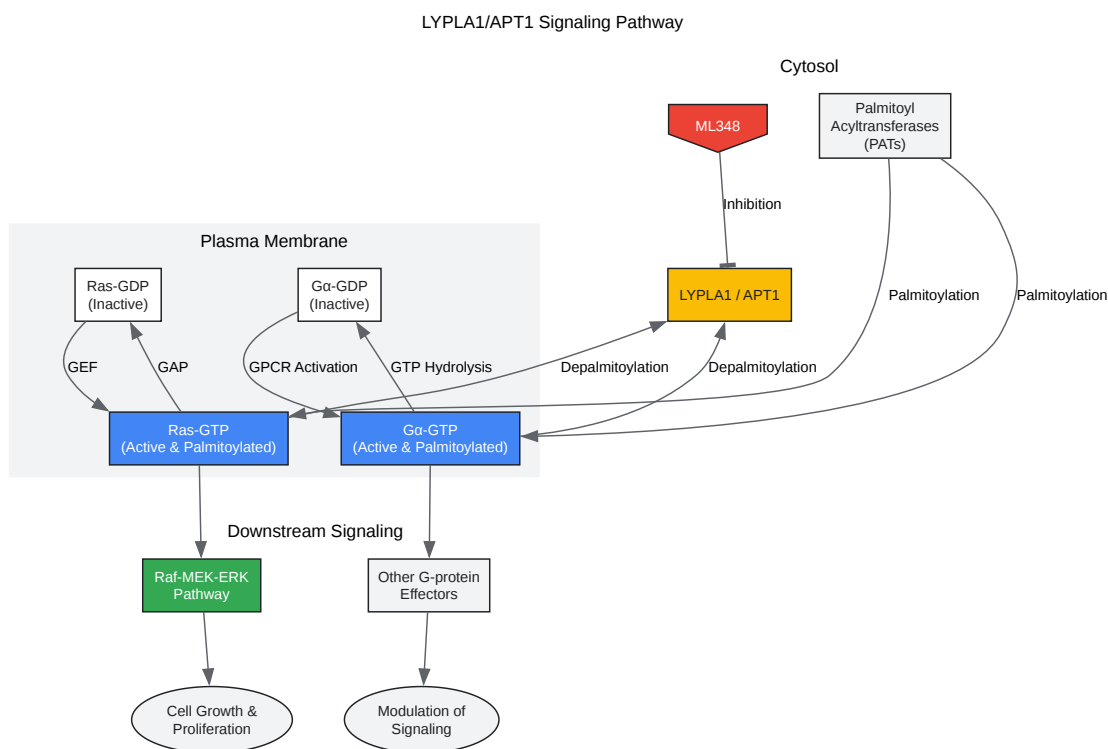 LYPLA1/APT1 Signaling Pathway
Cytosol
ML348
Palmitoyl
Acyltransferases
(PATs)
Inhibition
Plasma Membrane
Ras-GDP
(Inactive)
Gα-GDP
(Inactive)
LYPLA1 / APT1
Palmitoylation
Palmitoylation
GEF
GAP
GPCR Activation
GTP Hydrolysis
Depalmitoylation
Depalmitoylation
Ras-GTP
(Active & Palmitoylated)
Gα-GTP
(Active & Palmitoylated)
Downstream Signaling
Raf-MEK-ERK
Pathway
Other G-protein
Effectors
Cell Growth &
Proliferation
Modulation of
Signaling